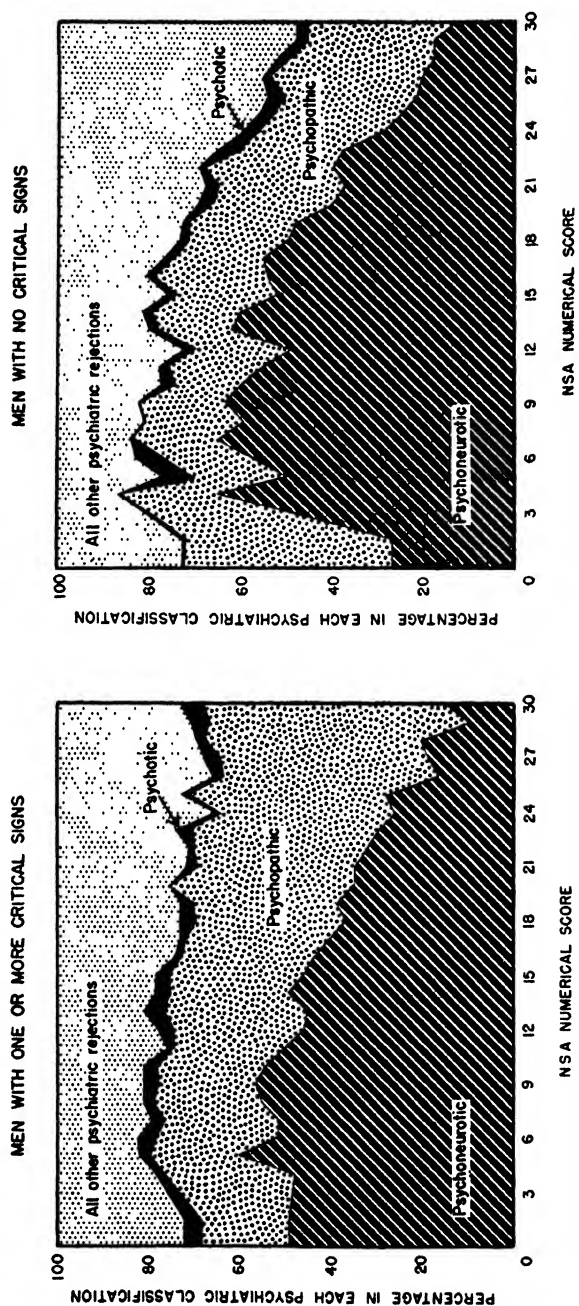 MEN WITH ONE OR MORE CRITICAL SIGNS
PERCENTAGE IN EACH PSYCHIATRIC CLASSIFICATION
100
80
60
40
20
0
All other psychiatric rejections
Psychotic
Psychopathic
Psychoneurotic
3
6
9
12
15
18
21
24
27
30
NSA NUMERICAL SCORE
MEN WITH NO CRITICAL SIGNS
PERCENTAGE IN EACH PSYCHIATRIC CLASSIFICATION
100
80
60
40
20
0
All other psychiatric rejections
Psychotic
Psychopathic
Psychoneurotic
3
6
9
12
15
18
21
24
27
30
NSA NUMERICAL SCORE